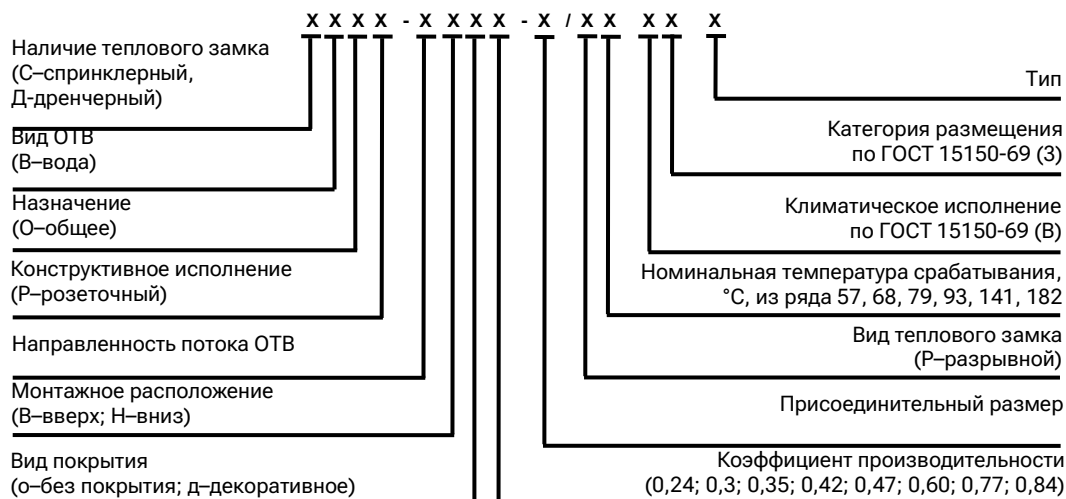 X X X X - X X X X - X / X X X X X
Наличие теплового замка
(С–спринклерный,
Д-дренчерный)
Вид ОТВ
(В–вода)
Назначение
(О–общее)
Конструктивное исполнение
(Р–розеточный)
Направленность потока ОТВ
Монтажное расположение
(В–вверх; Н–вниз)
Вид покрытия
(о–без покрытия; д–декоративное)
Тип
Категория размещения
по ГОСТ 15150-69 (3)
Климатическое исполнение
по ГОСТ 15150-69 (В)
Номинальная температура срабатывания,
°С, из ряда 57, 68, 79, 93, 141, 182
Вид теплового замка
(Р–разрывной)
Присоединительный размер
Коэффициент производительности
(0,24; 0,3; 0,35; 0,42; 0,47; 0,60; 0,77; 0,84)